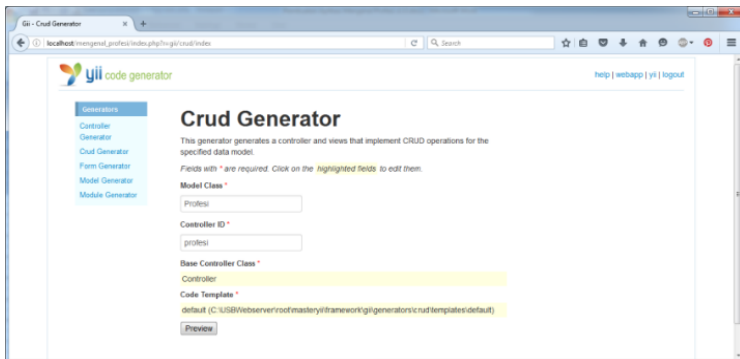 Gii - Crud Generator
localhost/mengenal_profesi/index.php?r=gii/crud/index
Search
yii code generator
help | webapp | yii | logout
Generators
Controller
Generator
Crud Generator
Form Generator
Model Generator
Module Generator
Crud Generator
This generator generates a controller and views that implement CRUD operations for the
specified data model.
Fields with * are required. Click on the highlighted fields to edit them.
Model Class *
Profesi
Controller ID *
profesi
Base Controller Class *
Controller
Code Template *
default (C:\USBWebserver\root\masteryii\framework\gii\generators\crud\templates\default)
Preview